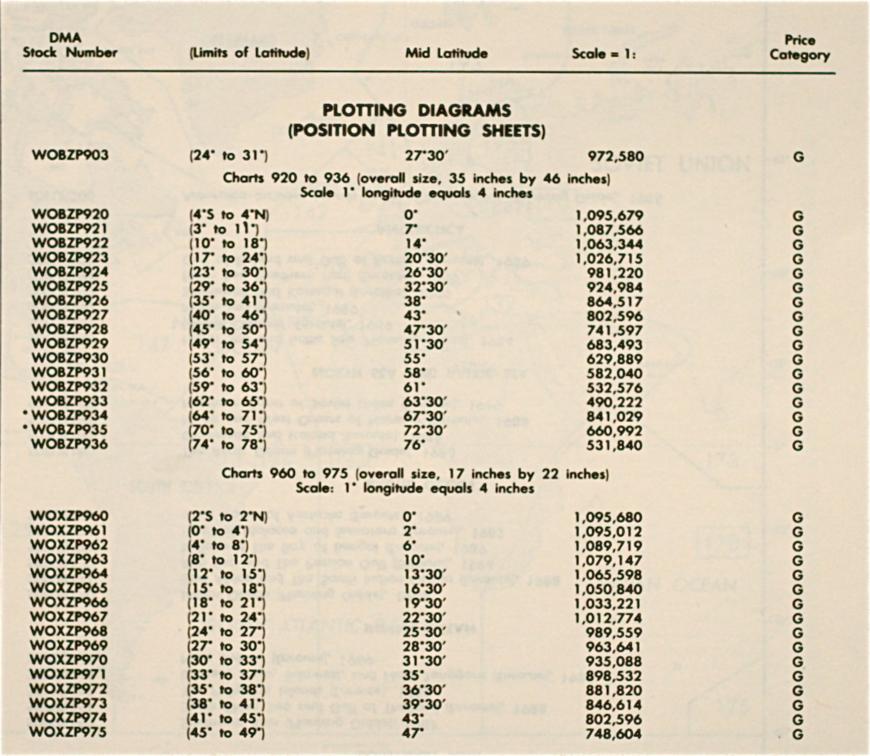 DMA Stock Number (Limits of Latitude) Mid Latitude Scale = 1: Price Category
PLOTTING DIAGRAMS
(POSITION PLOTTING SHEETS)
WOBZP903 (24° to 31°) 27°30′ 972,580 G
Charts 920 to 936 (overall size, 35 inches by 46 inches)
Scale 1° longitude equals 4 inches
WOBZP920 (4°S to 4°N) 0° 1,095,679 G
WOBZP921 (3° to 11°) 7° 1,087,566 G
WOBZP922 (10° to 18°) 14° 1,063,344 G
WOBZP923 (17° to 24°) 20°30′ 1,026,715 G
WOBZP924 (23° to 30°) 26°30′ 981,220 G
WOBZP925 (29° to 36°) 32°30′ 924,984 G
WOBZP926 (35° to 41°) 38° 864,517 G
WOBZP927 (40° to 46°) 43° 802,596 G
WOBZP928 (45° to 50°) 47°30′ 741,597 G
WOBZP929 (49° to 54°) 51°30′ 683,493 G
WOBZP930 (53° to 57°) 55° 629,889 G
WOBZP931 (56° to 60°) 58° 582,040 G
WOBZP932 (59° to 63°) 61° 532,576 G
WOBZP933 (62° to 65°) 63°30′ 490,222 G
*WOBZP934 (64° to 71°) 67°30′ 841,029 G
*WOBZP935 (70° to 75°) 72°30′ 660,992 G
WOBZP936 (74° to 78°) 76° 531,840 G
Charts 960 to 975 (overall size, 17 inches by 22 inches)
Scale: 1° longitude equals 4 inches
WOXZP960 (2°S to 2°N) 0° 1,095,680 G
WOXZP961 (0° to 4°) 2° 1,095,012 G
WOXZP962 (4° to 8°) 6° 1,089,719 G
WOXZP963 (8° to 12°) 10° 1,079,147 G
WOXZP964 (12° to 15°) 13°30′ 1,065,598 G
WOXZP965 (15° to 18°) 16°30′ 1,050,840 G
WOXZP966 (18° to 21°) 19°30′ 1,033,221 G
WOXZP967 (21° to 24°) 22°30′ 1,012,774 G
WOXZP968 (24° to 27°) 25°30′ 989,559 G
WOXZP969 (27° to 30°) 28°30′ 963,641 G
WOXZP970 (30° to 33°) 31°30′ 935,088 G
WOXZP971 (33° to 37°) 35° 898,532 G
WOXZP972 (35° to 38°) 36°30′ 881,820 G
WOXZP973 (38° to 41°) 39°30′ 846,614 G
WOXZP974 (41° to 45°) 43° 802,596 G
WOXZP975 (45° to 49°) 47° 748,604 G